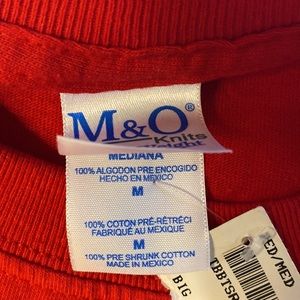 M&O®
Knits
MEDIANA
100% ALGODON PRE ENCOGIDO
HECHO EN MEXICO
M
100% COTON PRÉ-RÉTRÉCI
FABRIQUÉ AU MEXIQUE
M
100% PRE SHRUNK COTTON
MADE IN MEXICO
ED/MED
BIG